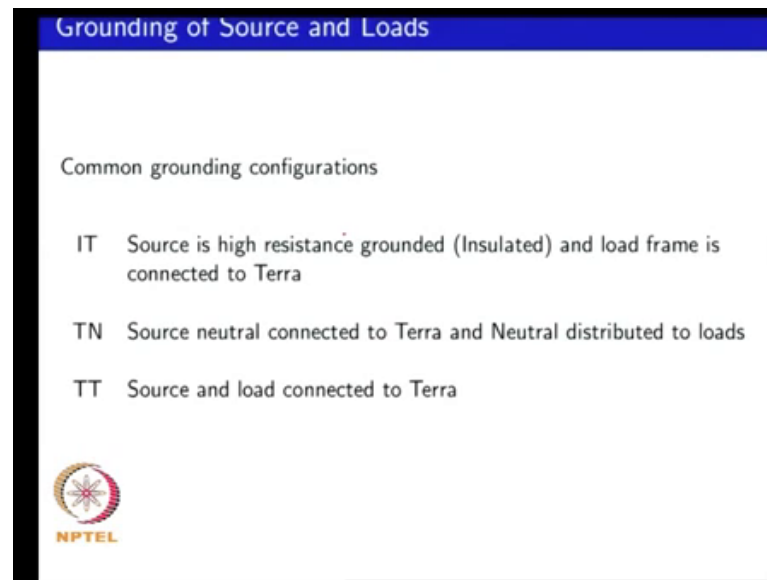 Grounding of Source and Loads
Common grounding configurations
IT Source is high resistance grounded (Insulated) and load frame is
connected to Terra
TN Source neutral connected to Terra and Neutral distributed to loads
TT Source and load connected to Terra
NPTEL